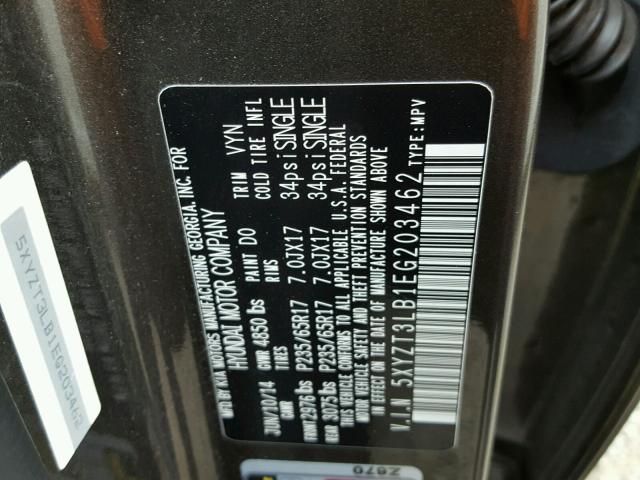 MFD BY KIA MOTORS MANUFACTURING GEORGIA, INC. FOR
HYUNDAI MOTOR COMPANY
JUN/10/14 GVWR 4850 lbs PAINT DO TRIM VYN
GAWR TIRES RIMS COLD TIRE INFL
FRONT 2976 lbs P235/65R17 7.0JX17 34psi SINGLE
REAR 3075 lbs P235/65R17 7.0JX17 34psi SINGLE
THIS VEHICLE CONFORMS TO ALL APPLICABLE U.S.A. FEDERAL
MOTOR VEHICLE SAFETY AND THEFT PREVENTION STANDARDS
IN EFFECT ON THE DATE OF MANUFACTURE SHOWN ABOVE
V.I.N 5XYZT3LB1EG203462 TYPE:MPV
5XYZT3LB1EG203462
Z670